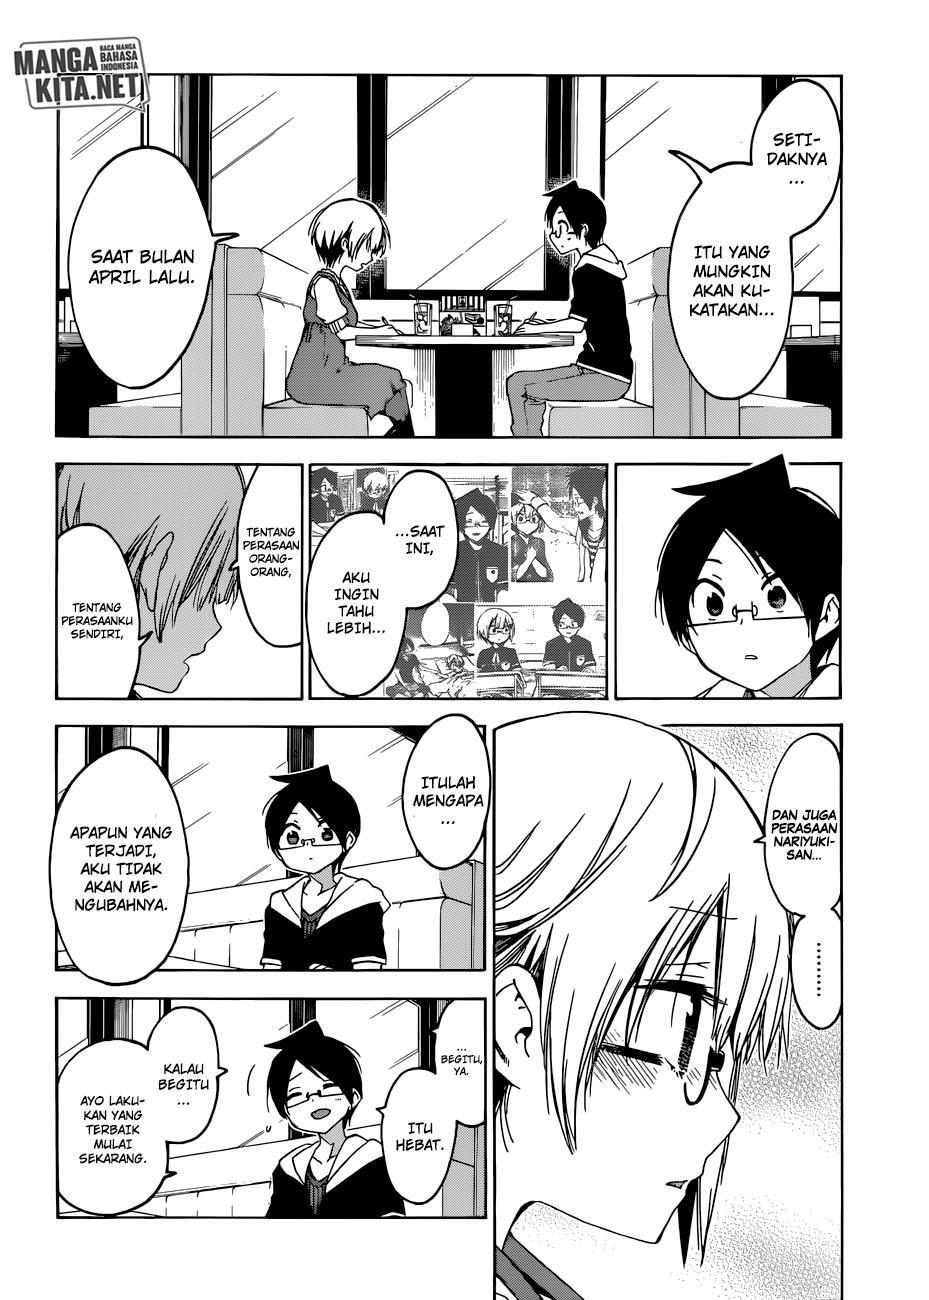 MANGA
KITA.NET
BACA MANGA
BAHASA
INDONESIA
SETI-
DAKNYA
...
ITU YANG
MUNGKIN
AKAN KU-
KATAKAN...
SAAT BULAN
APRIL LALU.
...SAAT
INI,
AKU
INGIN
TAHU
LEBIH...
TENTANG
PERASAAN
ORANG-
ORANG,
TENTANG
PERASAANKU
SENDIRI,
DAN JUGA
PERASAAN
NARIYUKI-
SAN...
.........
ITULAH
MENGAPA
...
APAPUN YANG
TERJADI,
AKU TIDAK
AKAN ME-
NGUBAHNYA.
...
BEGITU,
YA.
ITU
HEBAT.
KALAU
BEGITU
...
AYO LAKU-
KAN YANG
TERBAIK
MULAI
SEKARANG.